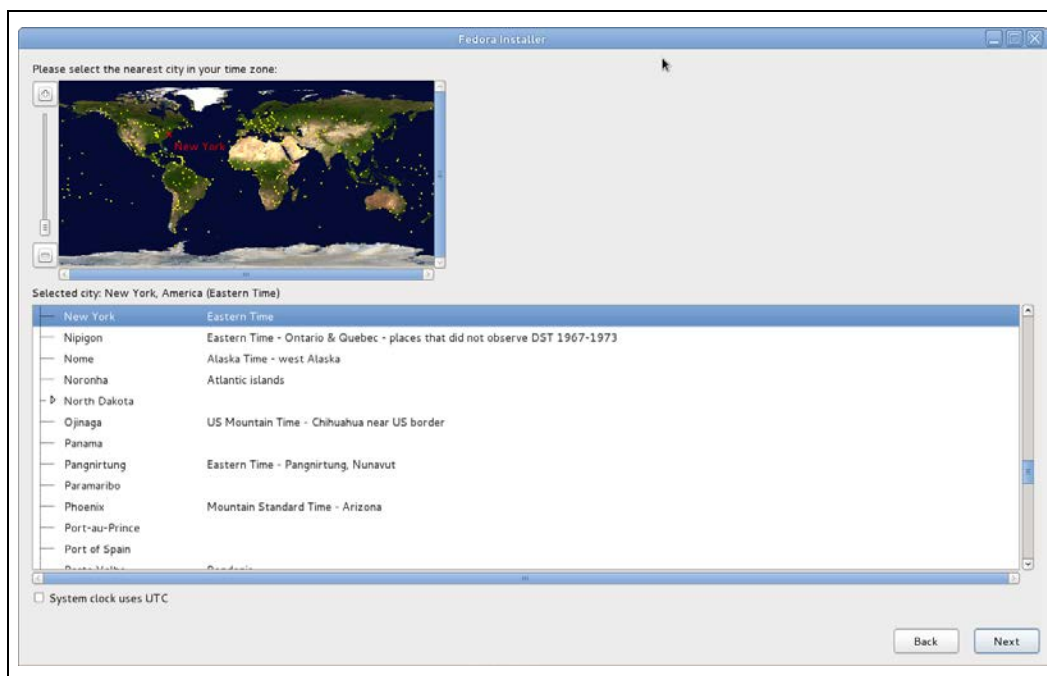 Fedora Installer
Please select the nearest city in your time zone:
New York
Selected city: New York, America (Eastern Time)
New York Eastern Time
Nipigon Eastern Time - Ontario & Quebec - places that did not observe DST 1967-1973
Nome Alaska Time - west Alaska
Noronha Atlantic islands
North Dakota
Ojinaga US Mountain Time - Chihuahua near US border
Panama
Pangnirtung Eastern Time - Pangnirtung, Nunavut
Paramaribo
Phoenix Mountain Standard Time - Arizona
Port-au-Prince
Port of Spain
System clock uses UTC
Back Next